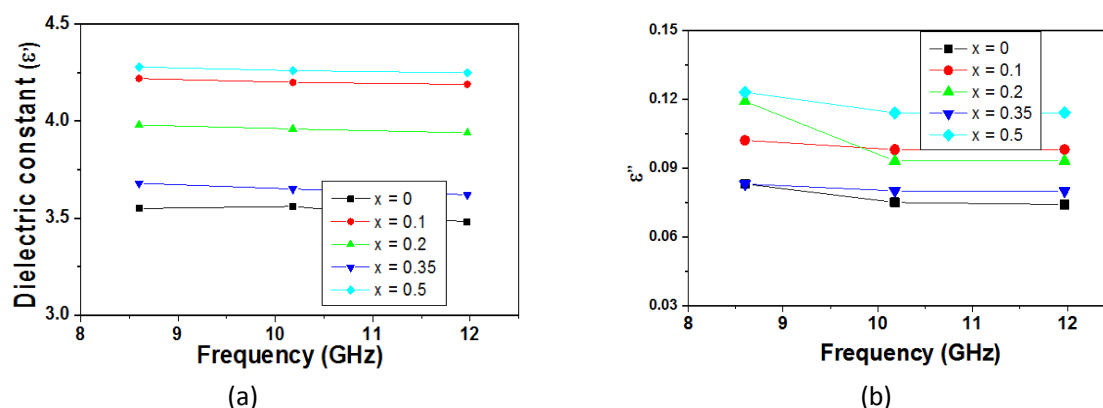 4.5
4.0
3.5
3.0
Dielectric constant (ε')
x = 0
x = 0.1
x = 0.2
x = 0.35
x = 0.5
8 9 10 11 12
Frequency (GHz)
(a)
0.15
0.12
0.09
0.06
0.03
ε''
x = 0
x = 0.1
x = 0.2
x = 0.35
x = 0.5
8 9 10 11 12
Frequency (GHz)
(b)